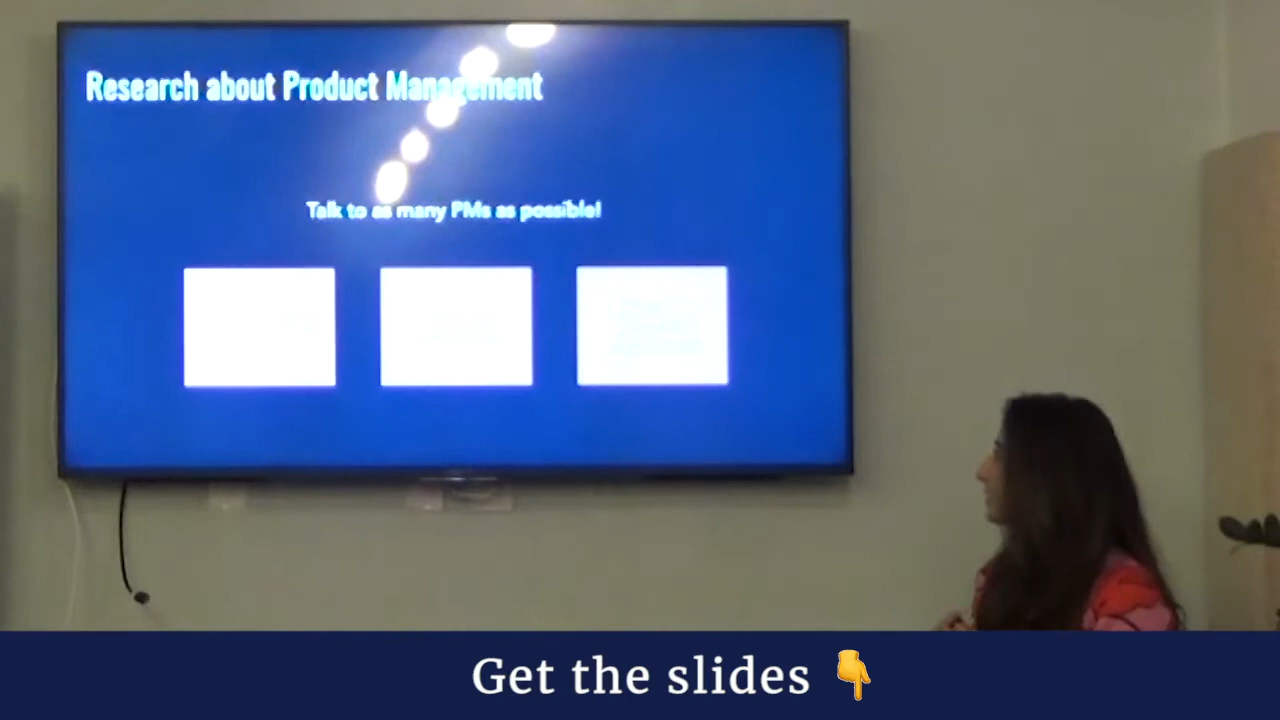 Research about Product Management
Talk to as many PMs as possible!
Get the slides 👇